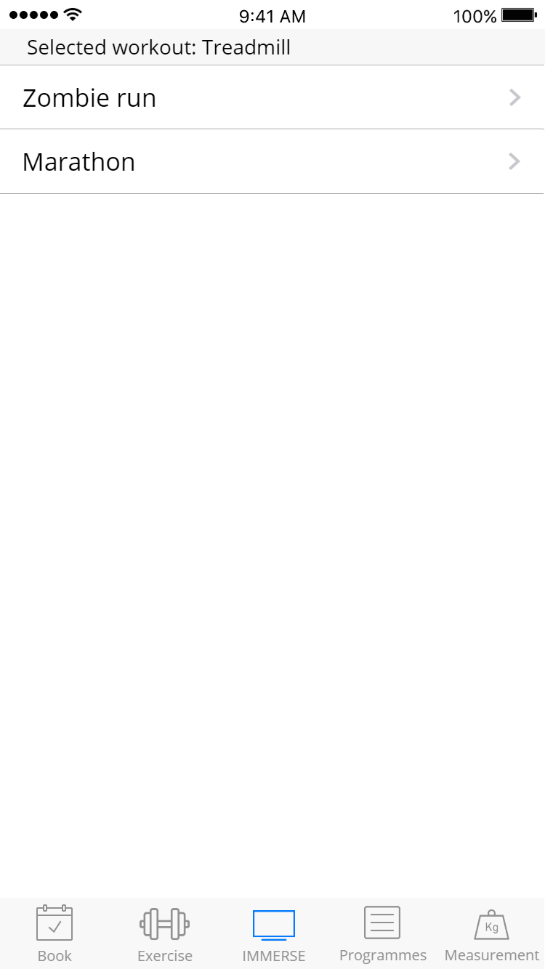 9:41 AM 100%
Selected workout: Treadmill
Zombie run
Marathon
Kg
Book Exercise IMMERSE Programmes Measurement